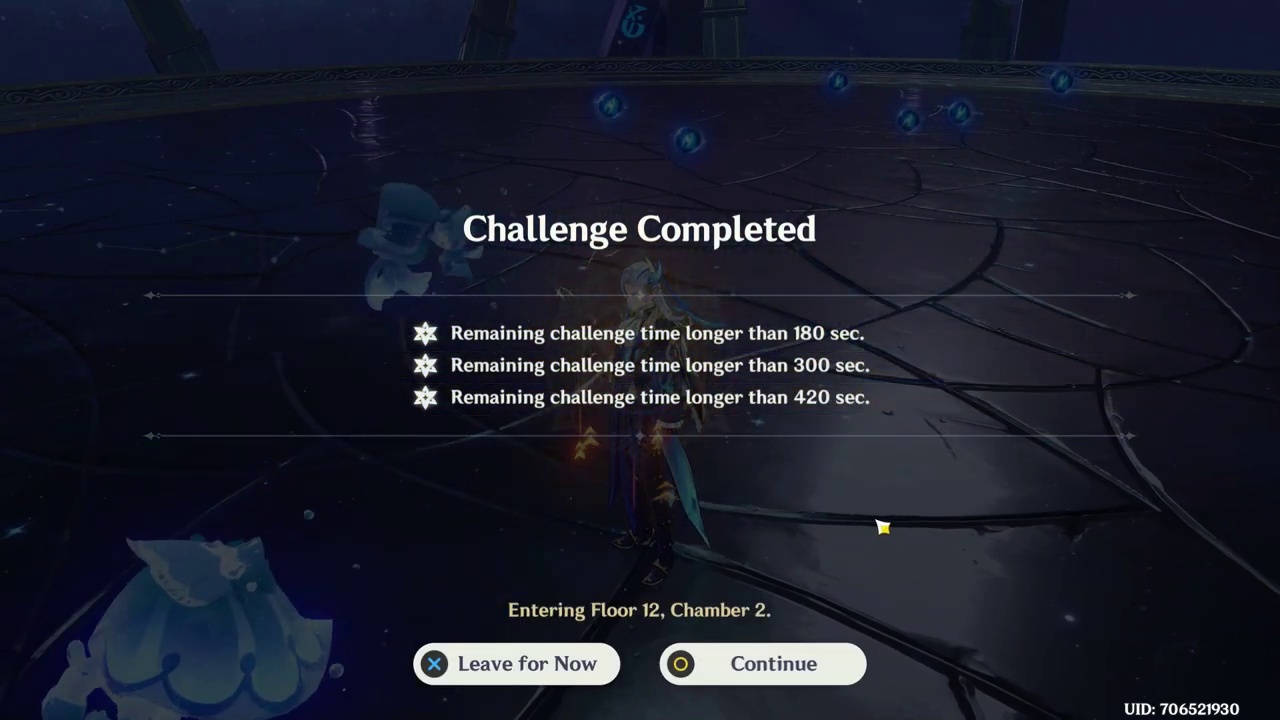 Challenge Completed
Remaining challenge time longer than 180 sec.
Remaining challenge time longer than 300 sec.
Remaining challenge time longer than 420 sec.
Entering Floor 12, Chamber 2.
Leave for Now
Continue
UID: 706521930